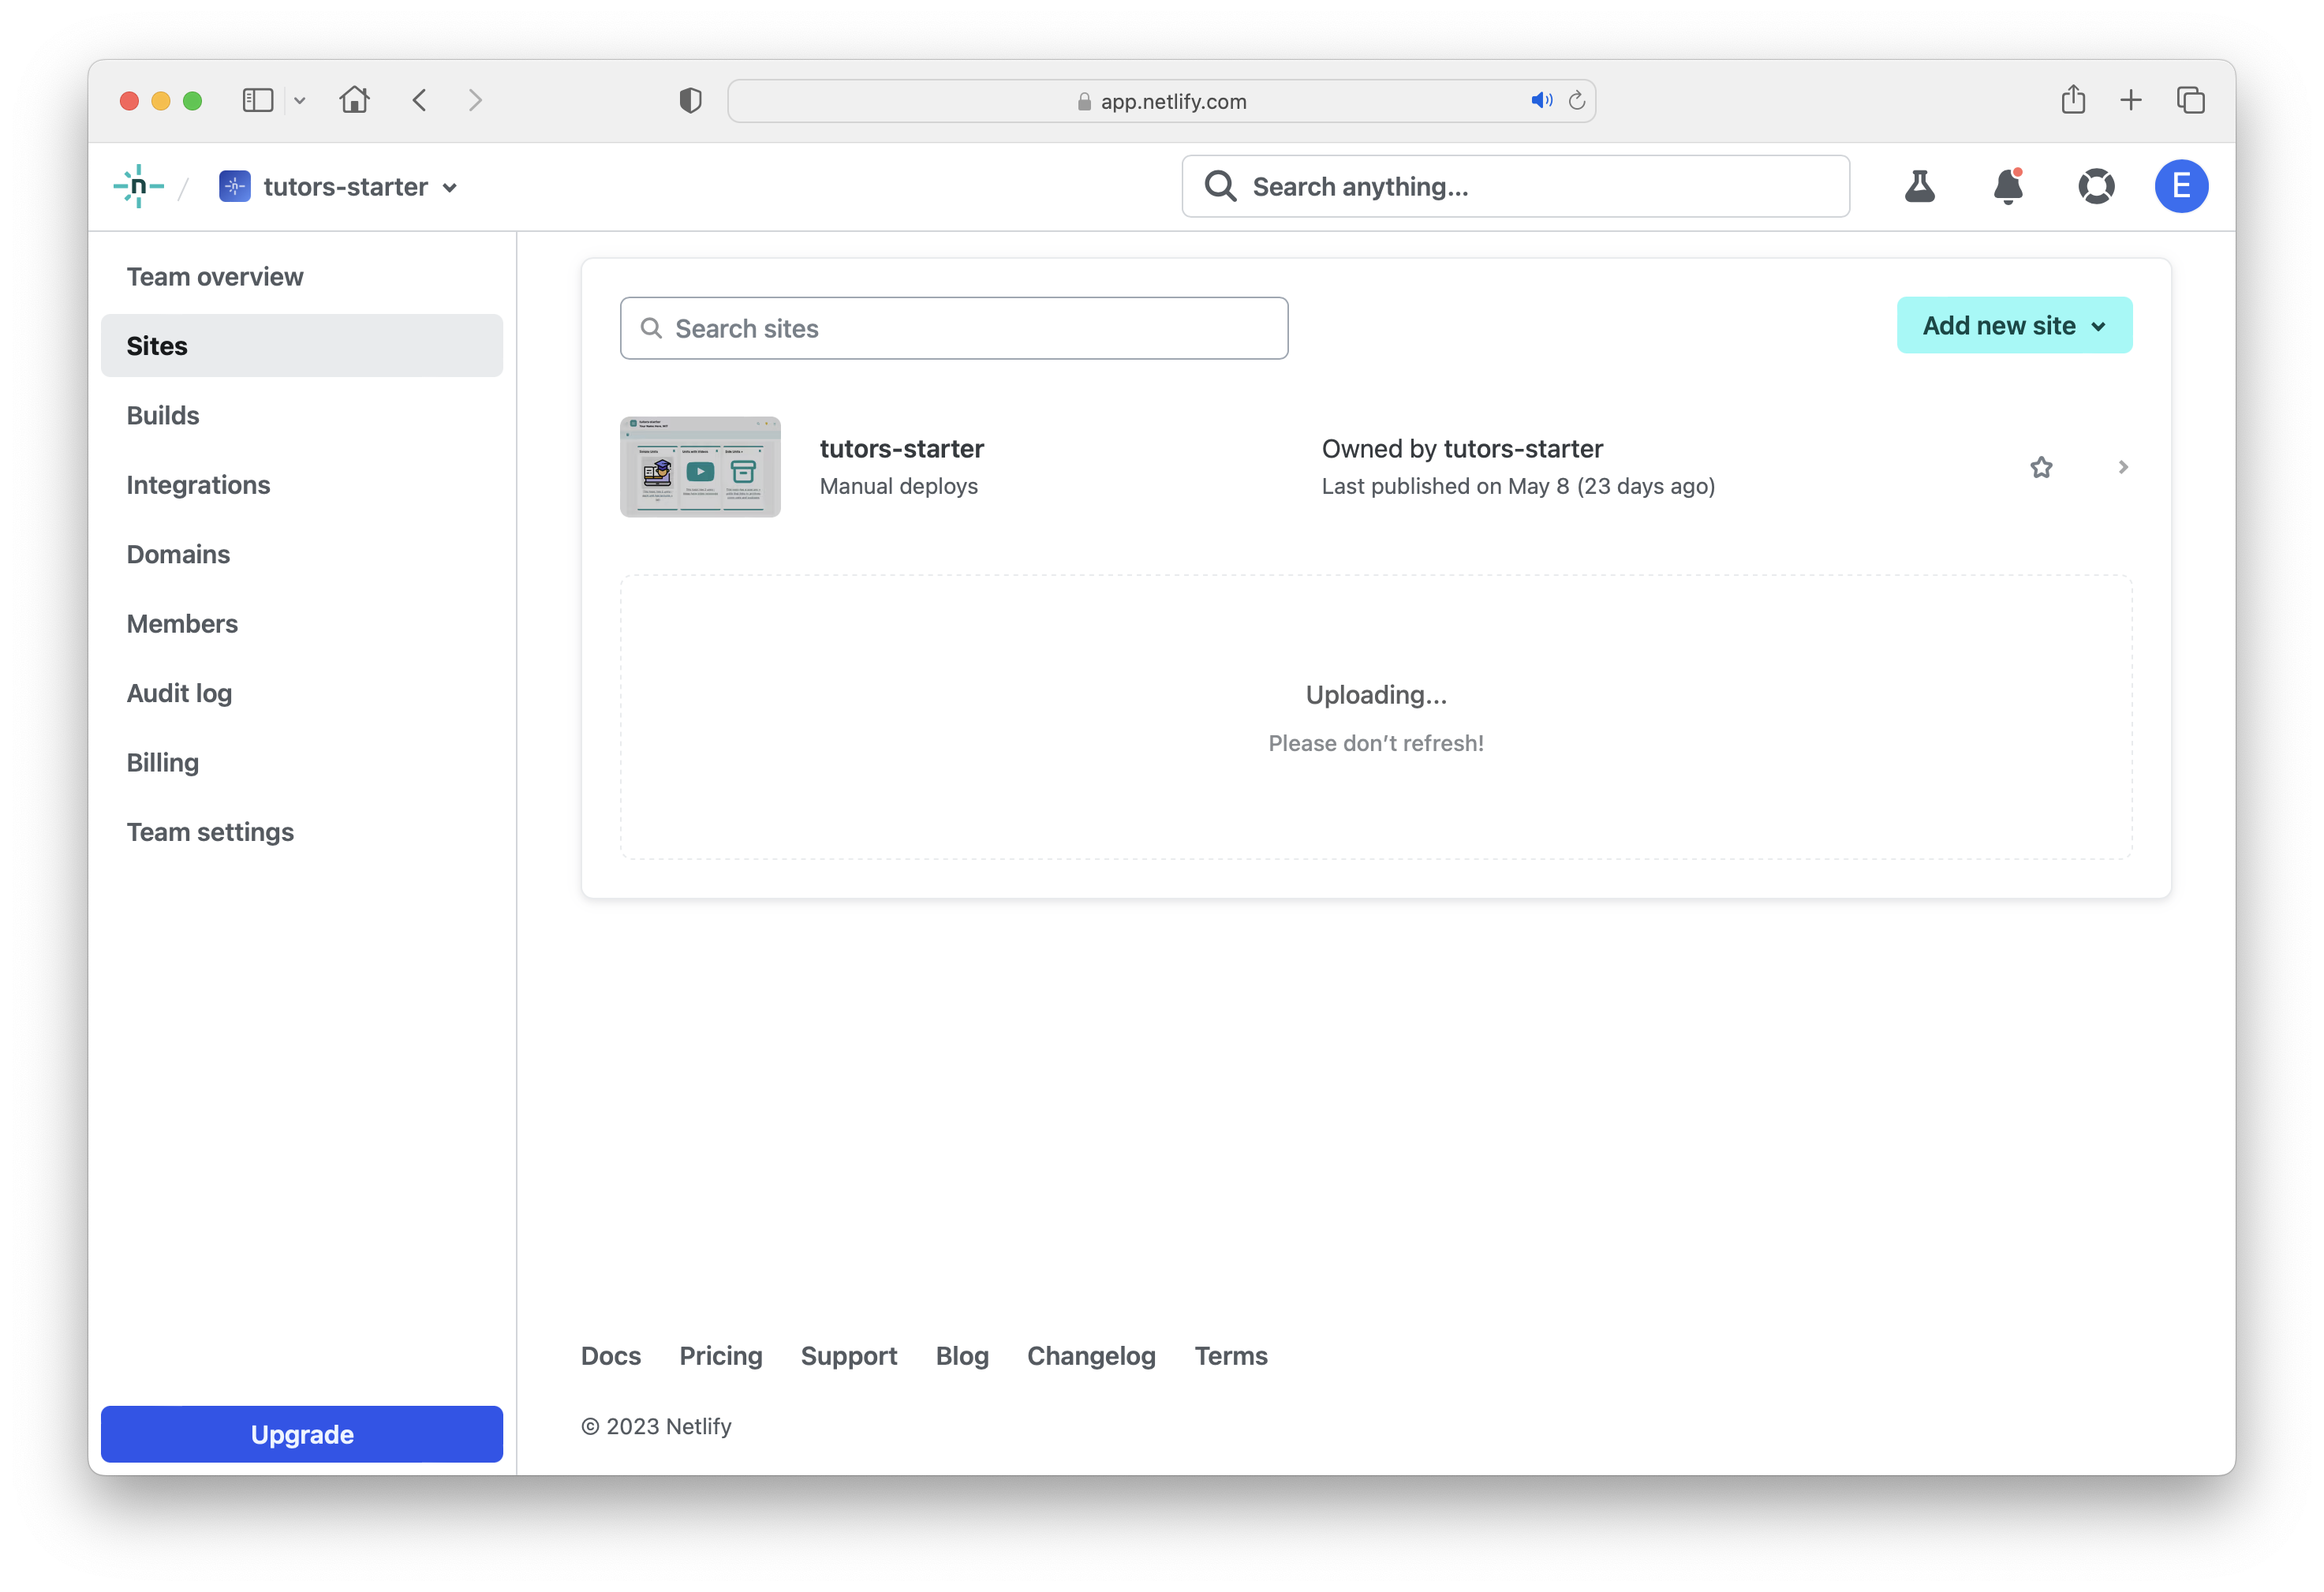 app.netlify.com
n
tutors-starter
Search anything...
E
Team overview
Sites
Builds
Integrations
Domains
Members
Audit log
Billing
Team settings
Upgrade
Search sites
Add new site
tutors-starter
Manual deploys
Owned by tutors-starter
Last published on May 8 (23 days ago)
Uploading...
Please don’t refresh!
Docs Pricing Support Blog Changelog Terms
© 2023 Netlify